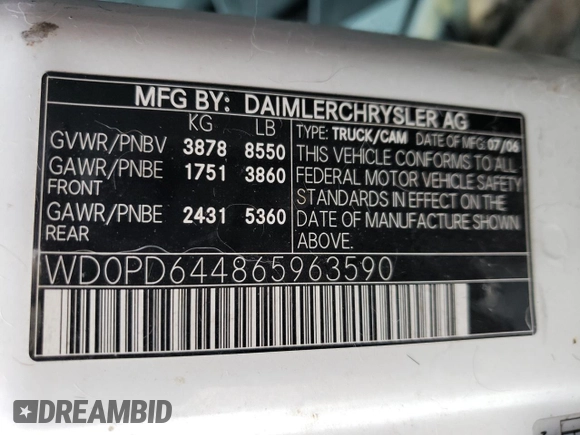 MFG BY: DAIMLERCHRYSLER AG
KG LB
GVWR/PNBV 3878 8550
GAWR/PNBE 1751 3860
FRONT
GAWR/PNBE 2431 5360
REAR
TYPE: TRUCK/CAM DATE OF MFG: 07/06
THIS VEHICLE CONFORMS TO ALL
FEDERAL MOTOR VEHICLE SAFETY
STANDARDS IN EFFECT ON THE
DATE OF MANUFACTURE SHOWN
ABOVE.
WD0PD644865963590
DREAMBID